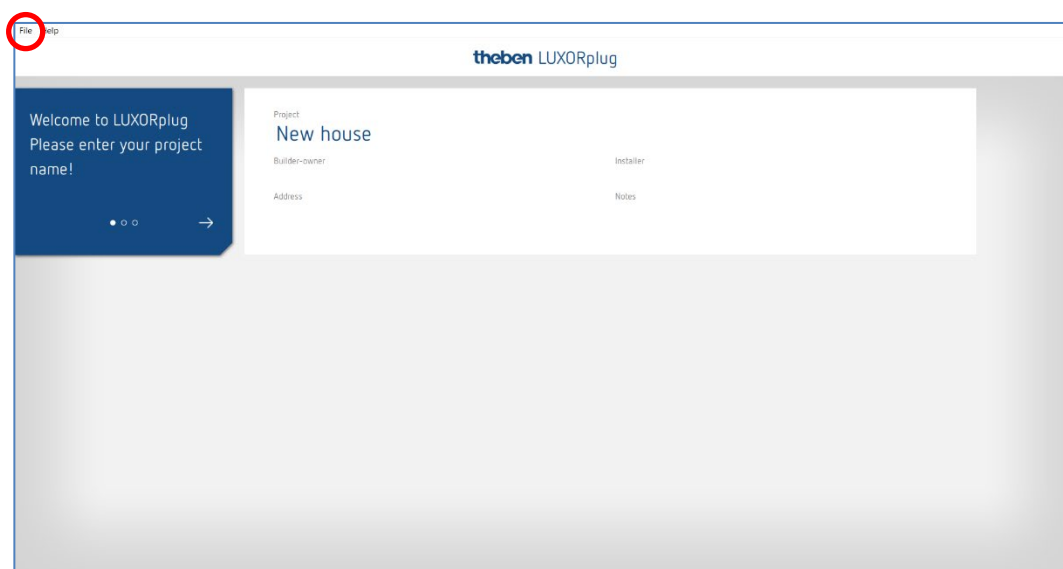 File Help
theben LUXORplug
Welcome to LUXORplug
Please enter your project
name!
Project
New house
Builder-owner
Installer
Address
Notes